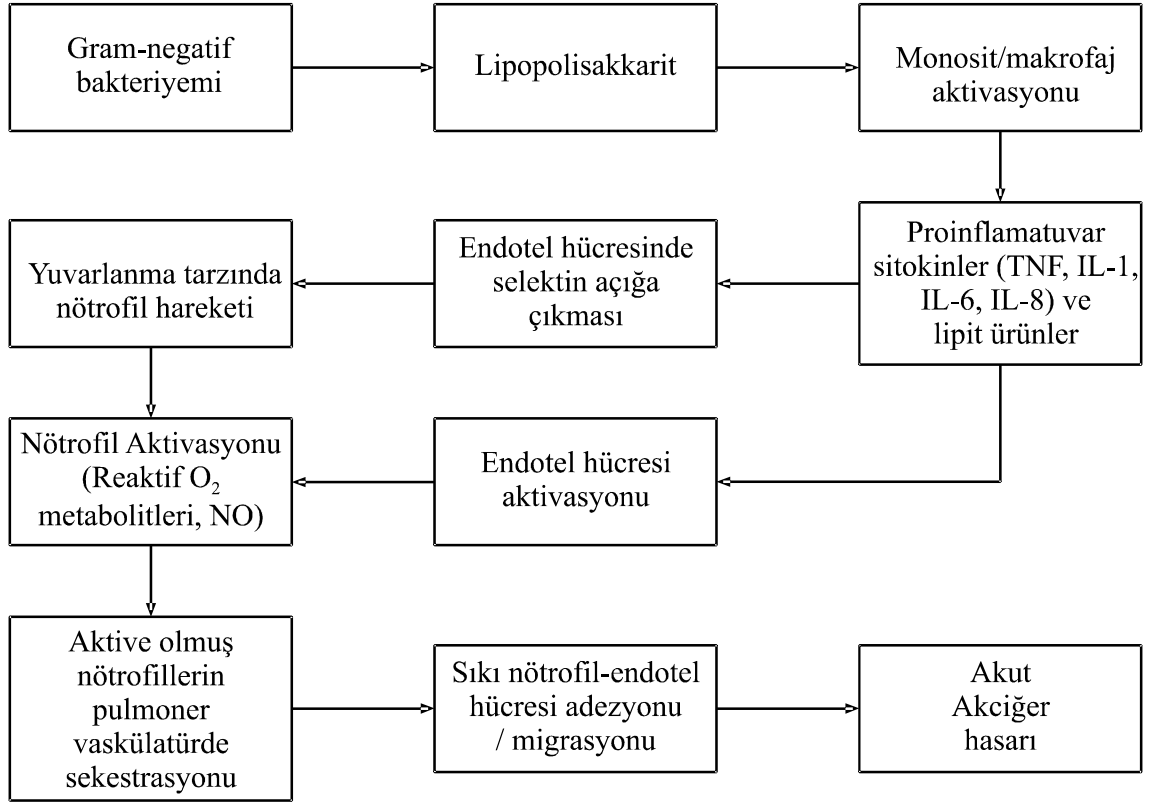 Gram-negatif
bakteriyemi
Lipopolisakkarit
Monosit/makrofaj
aktivasyonu
Proinflamatuvar
sitokinler (TNF, IL-1,
IL-6, IL-8) ve
lipit ürünler
Endotel hücresinde
selektin açığa
çıkması
Yuvarlanma tarzında
nötrofil hareketi
Nötrofil Aktivasyonu
(Reaktif O₂
metabolitleri, NO)
Endotel hücresi
aktivasyonu
Aktive olmuş
nötrofillerin
pulmoner
vaskülatürde
sekestrasyonu
Sıkı nötrofil-endotel
hücresi adezyonu
/ migrasyonu
Akut
Akciğer
hasarı